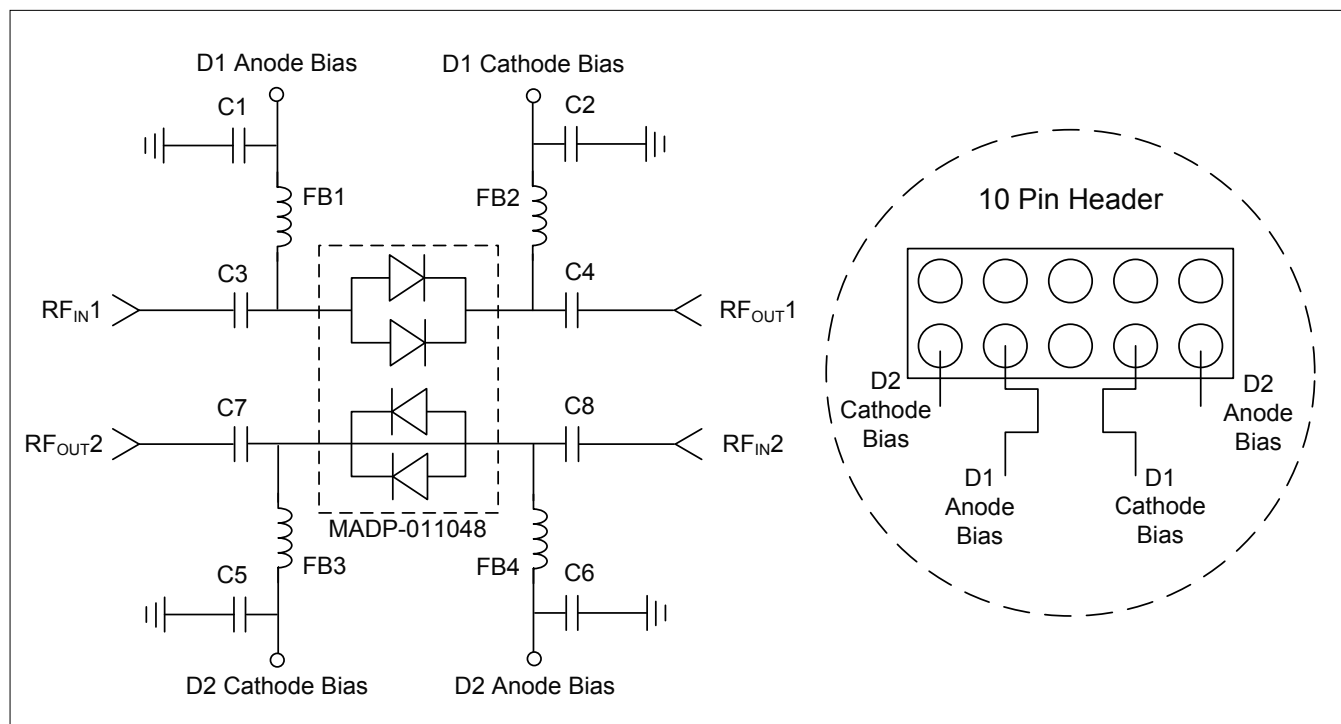 D1 Anode Bias
D1 Cathode Bias
C1
C2
FB1
FB2
C3
C4
RFIN1
RFOUT1
C7
C8
RFOUT2
RFIN2
MADP-011048
FB3
FB4
C5
C6
D2 Cathode Bias
D2 Anode Bias
10 Pin Header
D2
Cathode
Bias
D2
Anode
Bias
D1
Anode
Bias
D1
Cathode
Bias